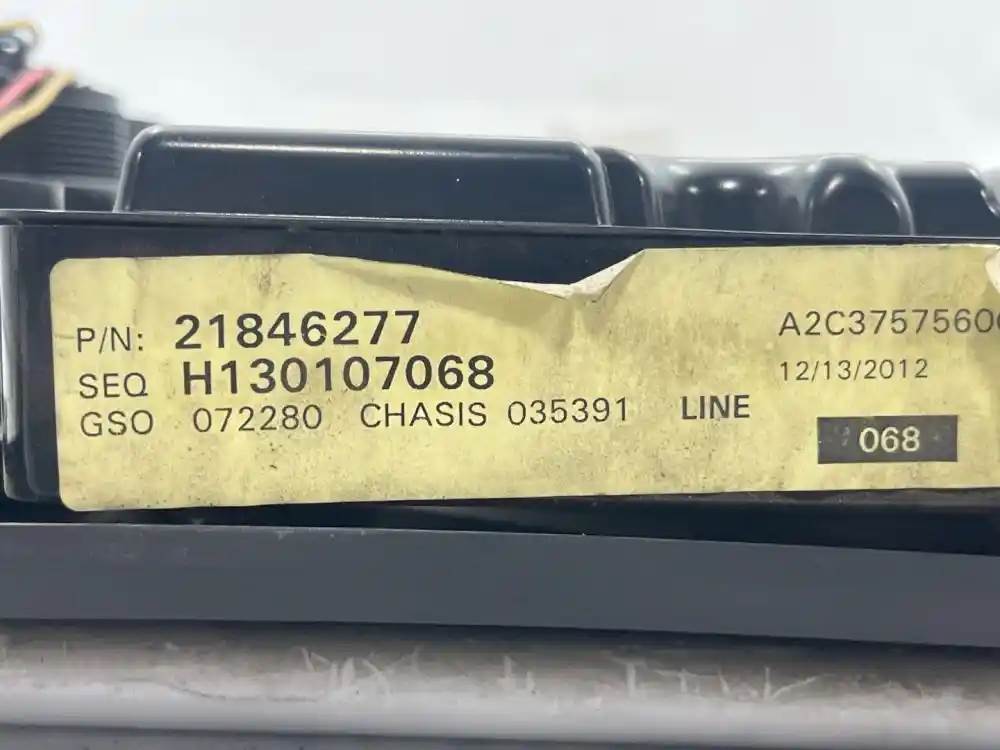 P/N: 21846277
SEQ H130107068
GSO 072280 CHASIS 035391 LINE
A2C3757560
12/13/2012
068